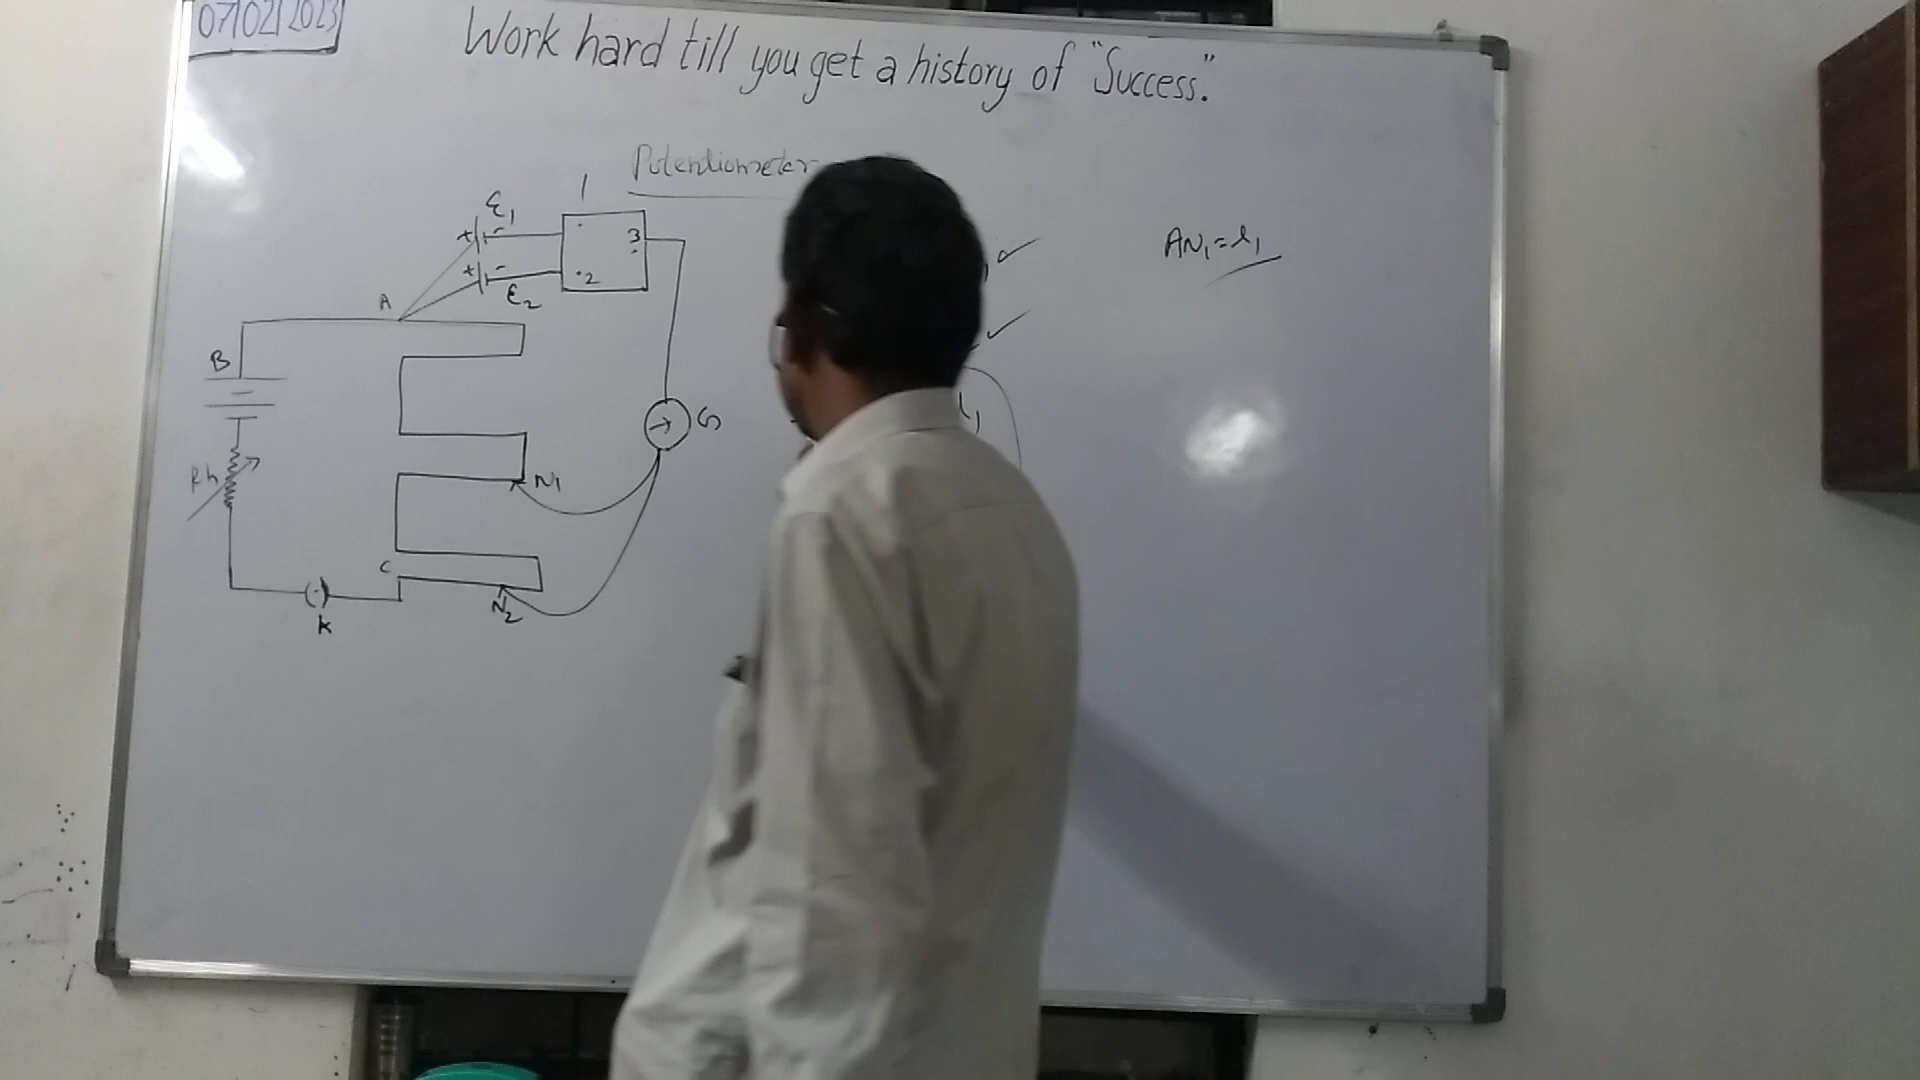 07/02/2023
Work hard till you get a history of "Success."
Potentiometer
1
ε₁
+ -
3
+ -
2
ε₂
A
AN₁ = l₁
B
l₁
G
Rh
N₁
C
N₂
K